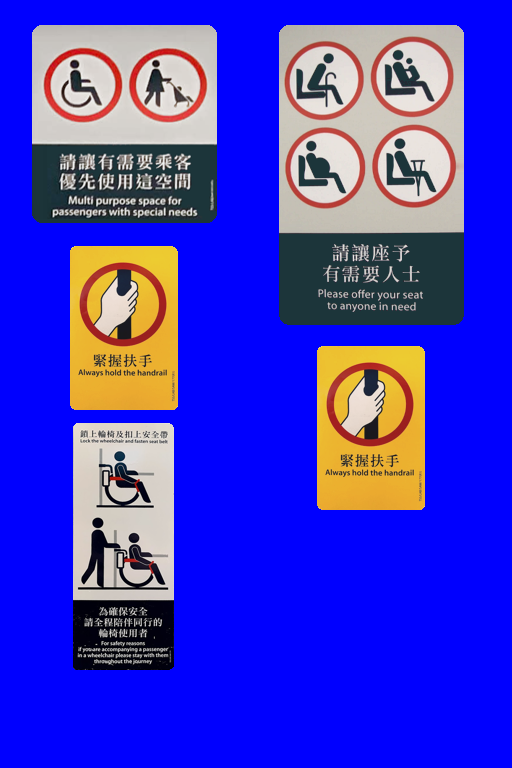 請讓有需要乘客
優先使用這空間
Multi purpose space for
passengers with special needs
緊握扶手
Always hold the handrail
鎖上輪椅及扣上安全帶
Lock the wheelchair and fasten seat belt
為確保安全
請全程陪伴同行的
輪椅使用者
For safety reasons
if you are accompanying a passenger
in a wheelchair please stay with them
throughout the journey
請讓座予
有需要人士
Please offer your seat
to anyone in need
緊握扶手
Always hold the handrail